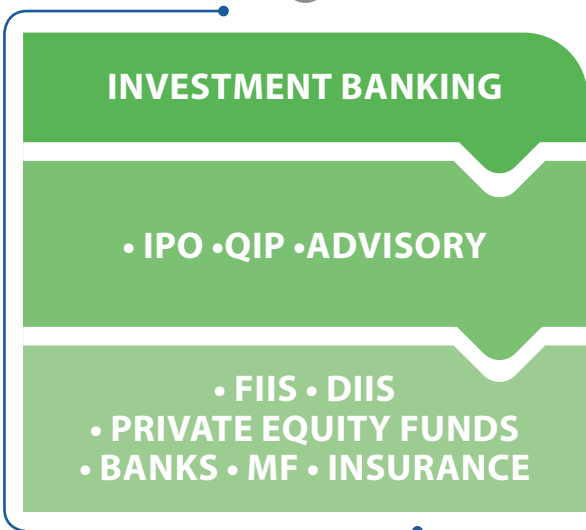 INVESTMENT BANKING
• IPO •QIP •ADVISORY
• FIIS • DIIS
• PRIVATE EQUITY FUNDS
• BANKS • MF • INSURANCE